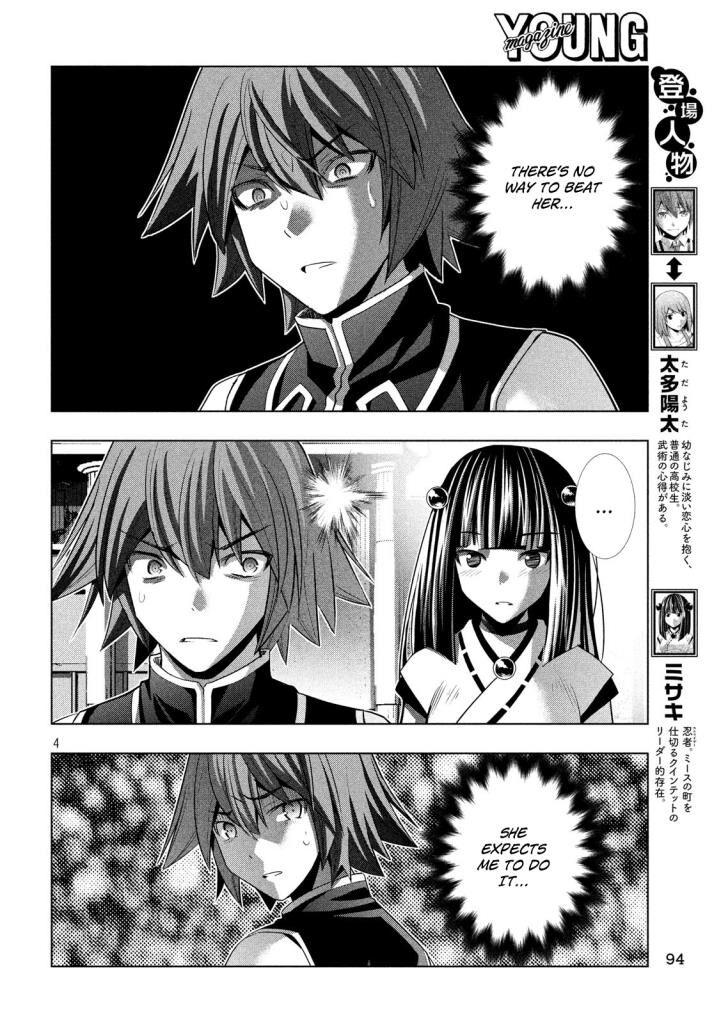 YOUNG
magazine
THERE'S NO
WAY TO BEAT
HER...
...
SHE
EXPECTS
ME TO DO
IT...
登場人物
太多陽太
ただようた
幼なじみに淡い恋心を抱く、
普通の高校生。
武術の心得がある。
ミサキ
忍者。ミースの町を
仕切るクインテットの
リーダー的存在。
4
94